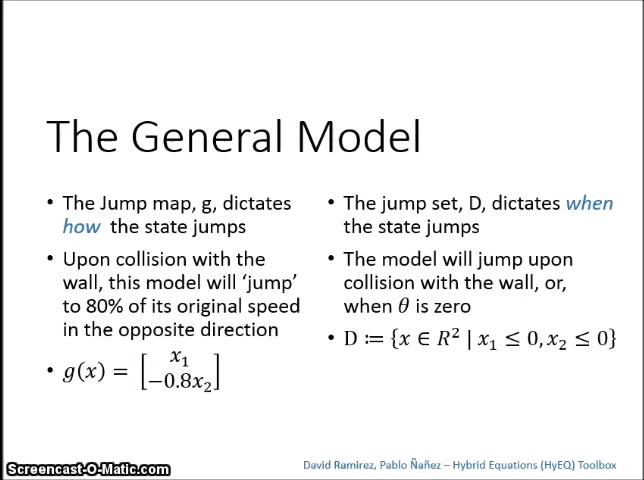 The General Model
• The Jump map, g, dictates
how the state jumps
• Upon collision with the
wall, this model will ‘jump’
to 80% of its original speed
in the opposite direction
• g(x) = [x₁
−0.8x₂]
• The jump set, D, dictates when
the state jumps
• The model will jump upon
collision with the wall, or,
when θ is zero
• D ≔ {x ∈ R² | x₁ ≤ 0, x₂ ≤ 0}
David Ramirez, Pablo Ñañez – Hybrid Equations (HyEQ) Toolbox
Screencast-O-Matic.com